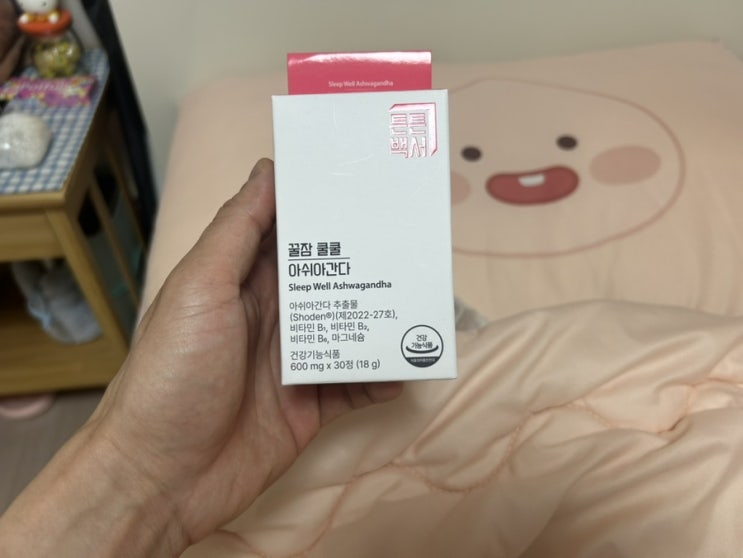 Sleep Well Ashwagandha
튼튼
백서
꿀잠 쿨쿨
아쉬아간다
Sleep Well Ashwagandha
아쉬아간다 추출물
(Shoden®)(제2022-27호),
비타민 B₁, 비타민 B₂,
비타민 B₆, 마그네슘
건강기능식품
600 mg x 30정 (18 g)
건강
기능식품